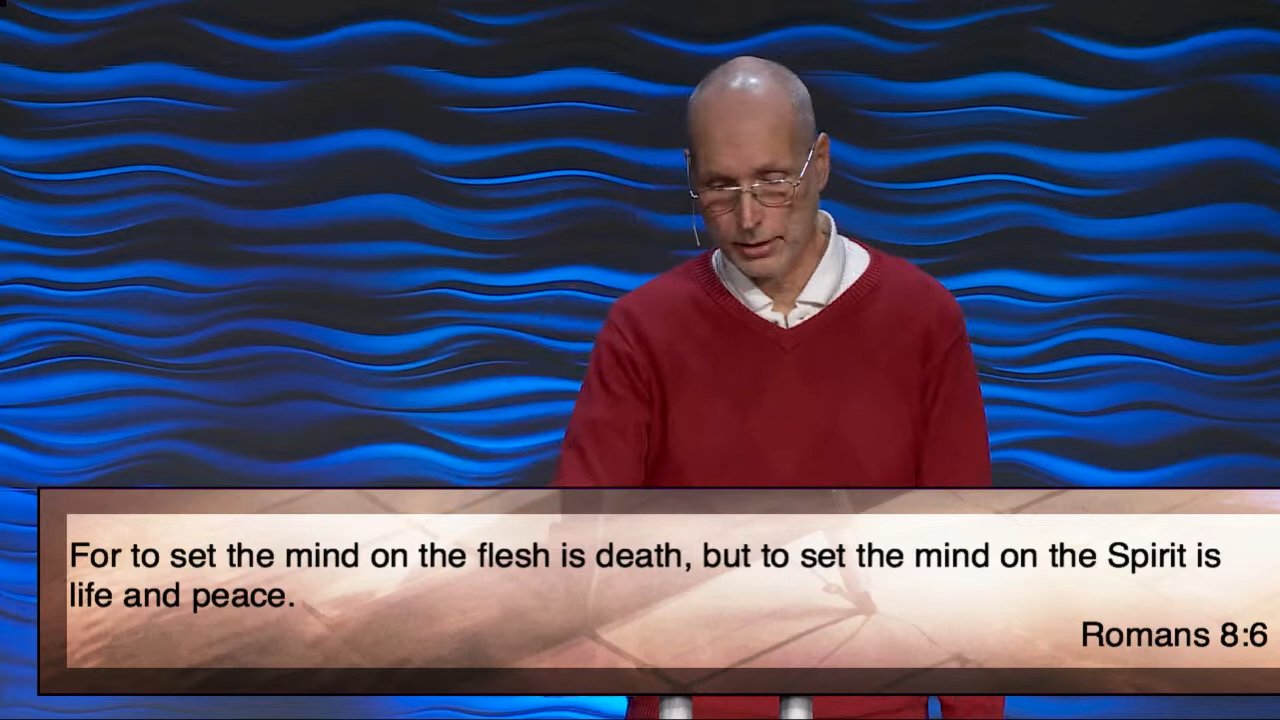 For to set the mind on the flesh is death, but to set the mind on the Spirit is
life and peace.
Romans 8:6